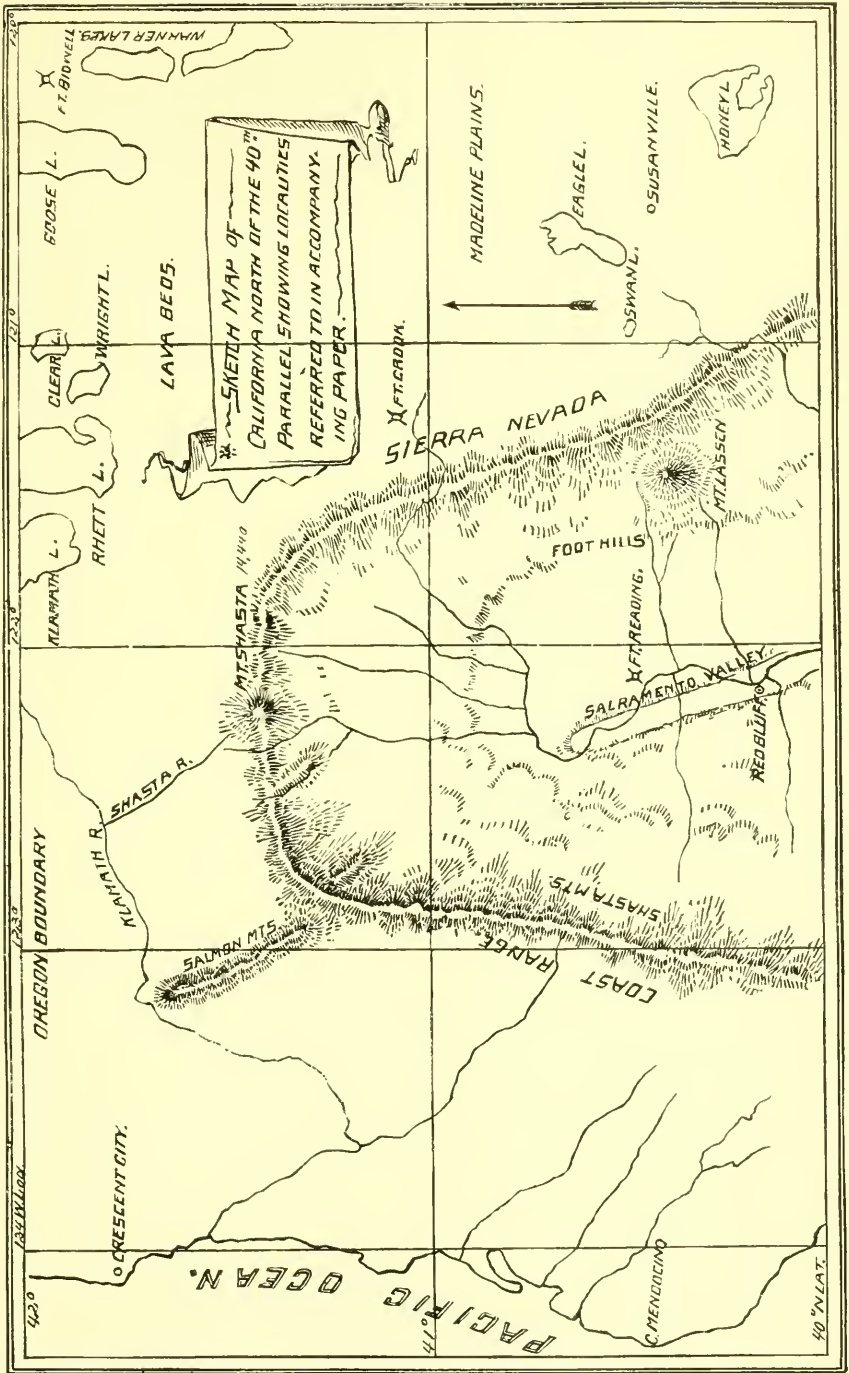 SKETCH MAP OF
CALIFORNIA NORTH OF THE 40TH
PARALLEL SHOWING LOCALITIES
REFERRED TO IN ACCOMPANY-
ING PAPER.
124 W. LON.
123°
122°
121°
120°
42°
41°
40° N LAT.
OREGON BOUNDARY
CRESCENT CITY.
KLAMATH R.
SHASTA R.
KLAMATH L.
RHETT L.
CLEAR L.
WRIGHT L.
GOOSE L.
FT. BIDWELL
WARNER LAKES.
LAVA BEDS.
SALMON MTS.
MT. SHASTA 14,440
FT. CROOK.
PACIFIC OCEAN.
COAST RANGE
SHASTA MTS.
SIERRA NEVADA
MADELINE PLAINS.
EAGLE L.
SWAN L.
SUSANVILLE.
HONEY L
FOOT HILLS
FT. READING.
MT. LASSEN
SALRAMENTO VALLEY.
RED BLUFF.
C. MENDOCINO